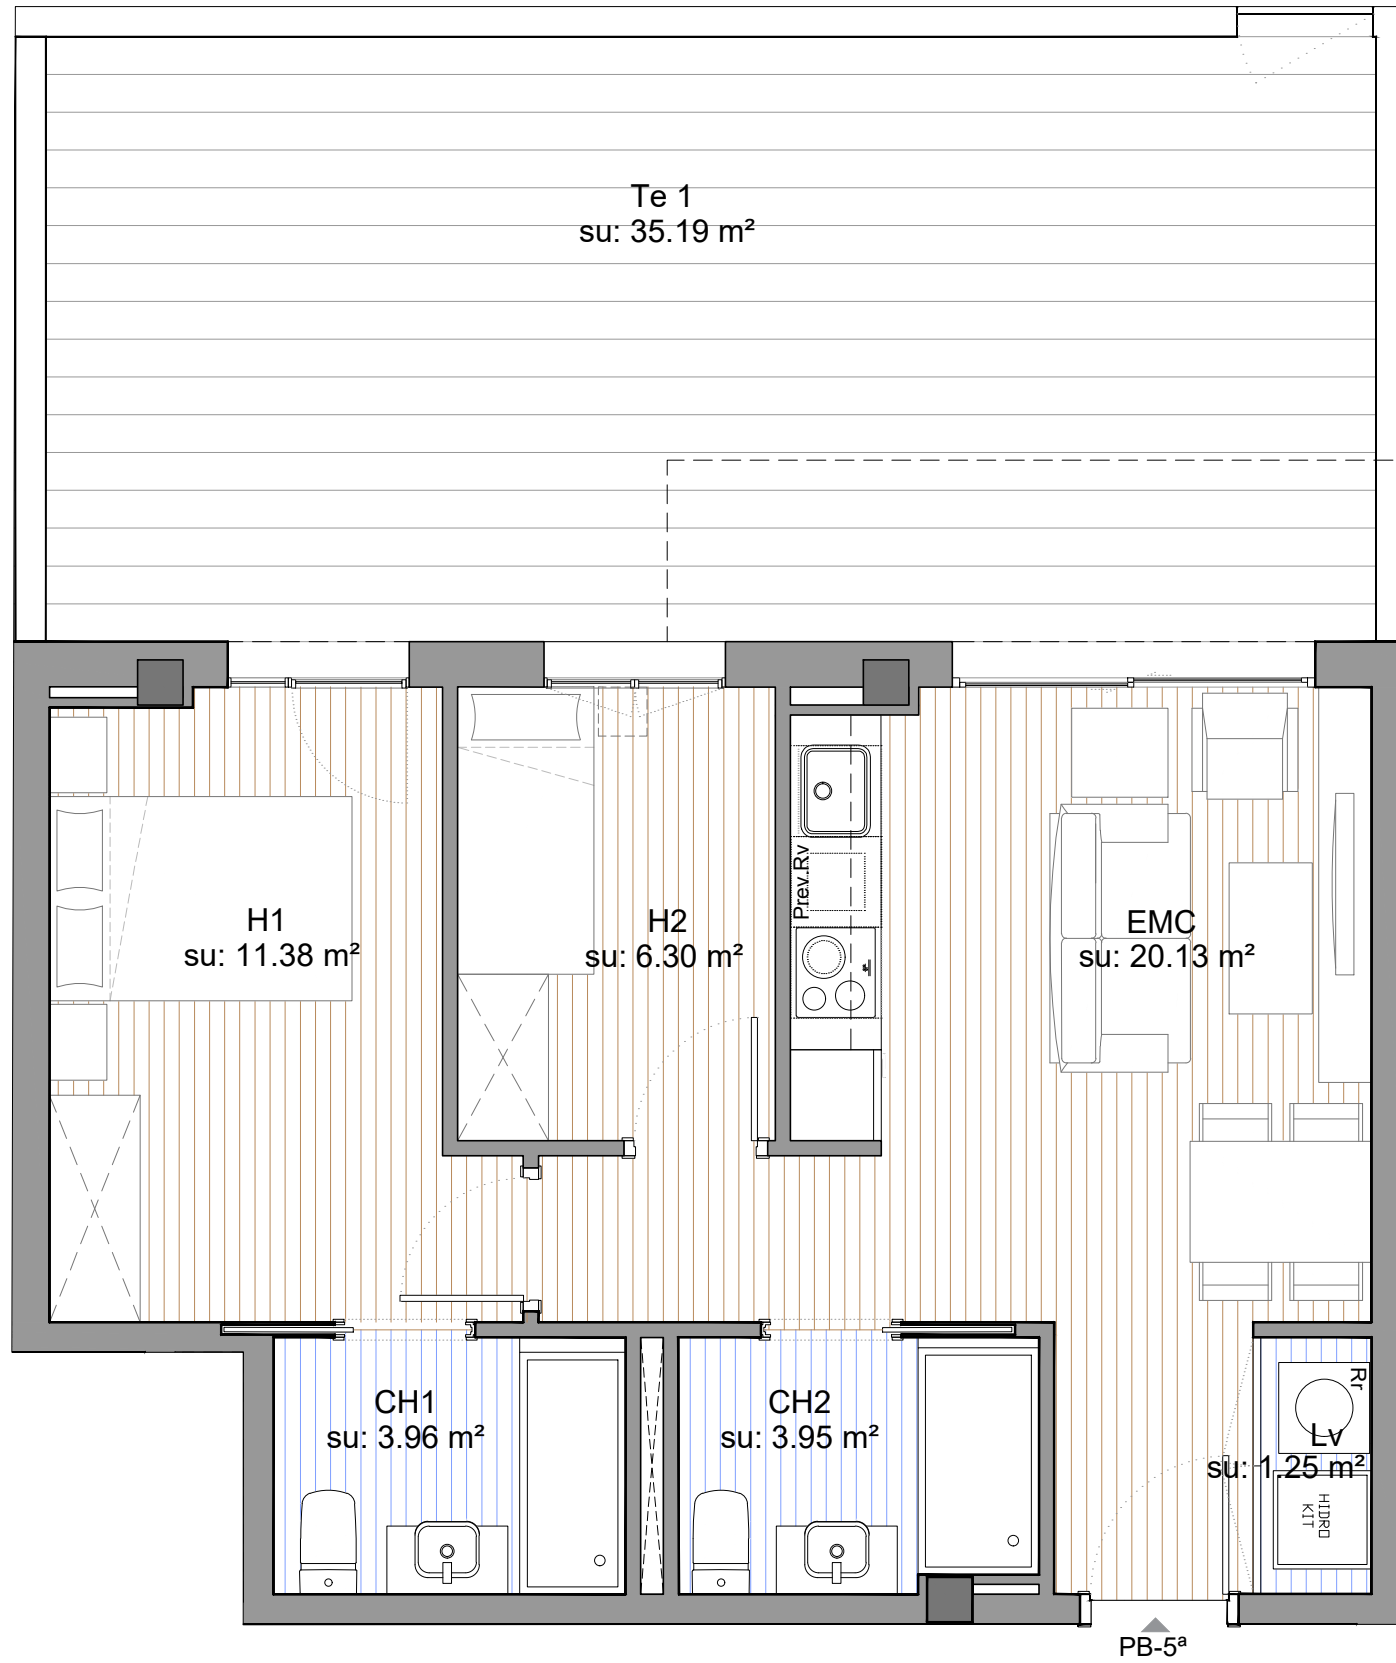 Te 1
su: 35.19 m²
Prev.Rv
H1
su: 11.38 m²
H2
su: 6.30 m²
EMC
su: 20.13 m²
CH1
su: 3.96 m²
CH2
su: 3.95 m²
Rr
Lv
su: 1.25 m²
HIDRO
KIT
PB-5ª